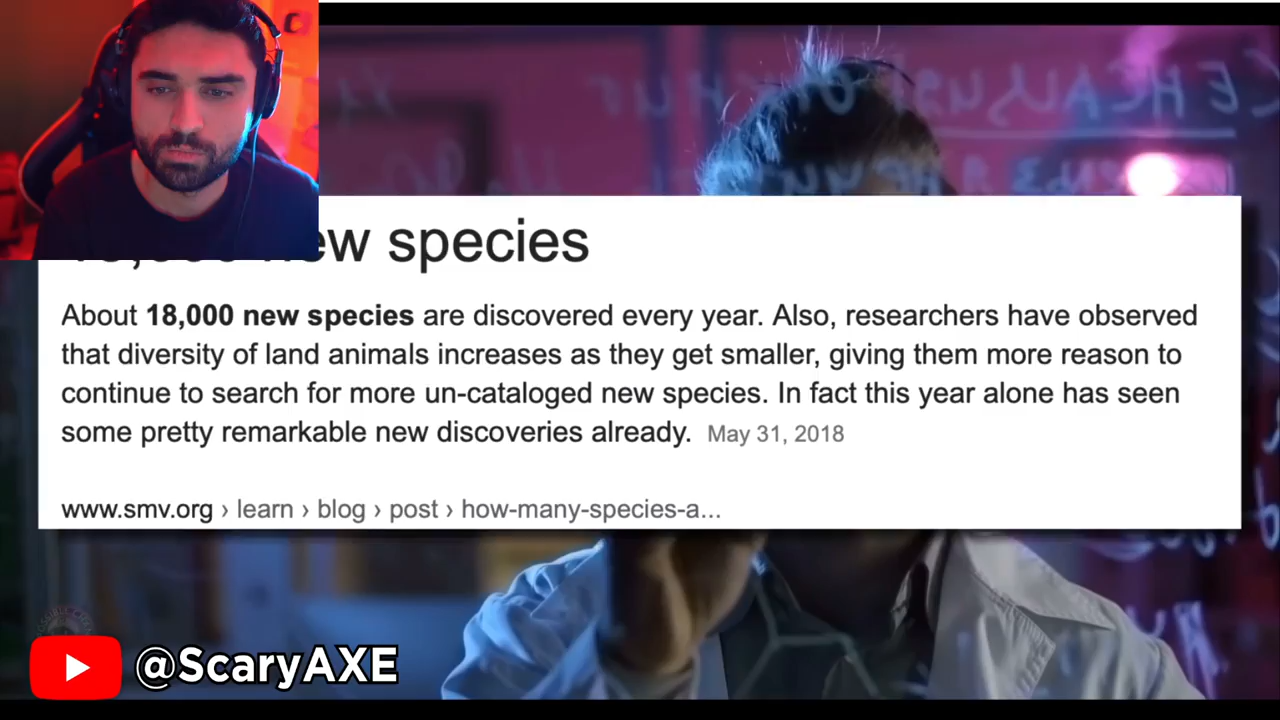 species
About 18,000 new species are discovered every year. Also, researchers have observed
that diversity of land animals increases as they get smaller, giving them more reason to
continue to search for more un-cataloged new species. In fact this year alone has seen
some pretty remarkable new discoveries already. May 31, 2018
www.smv.org › learn › blog › post › how-many-species-a...
@ScaryAXE